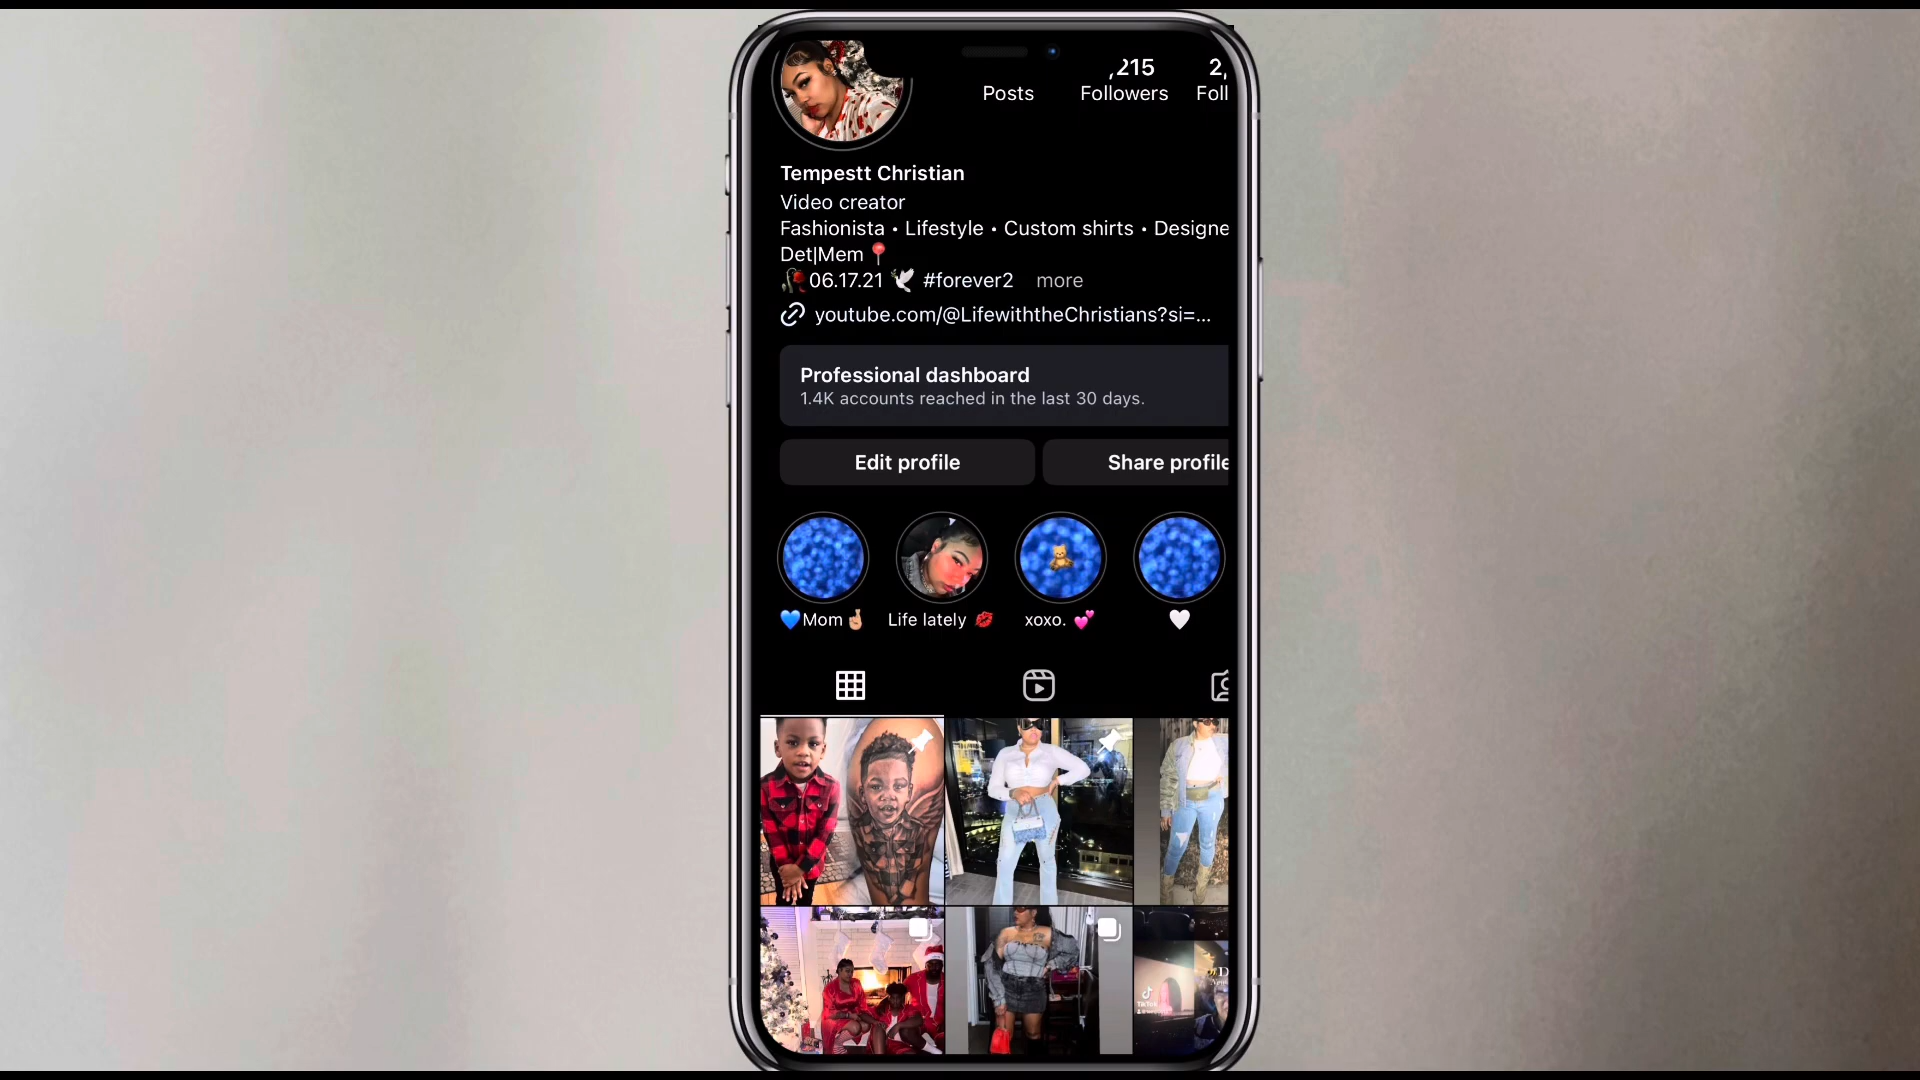 ,215
2,
Posts
Followers
Foll
Tempestt Christian
Video creator
Fashionista • Lifestyle • Custom shirts • Designe
Det|Mem 📍
🥀06.17.21 🕊 #forever2 more
youtube.com/@LifewiththeChristians?si=...
Professional dashboard
1.4K accounts reached in the last 30 days.
Edit profile
Share profile
💙Mom🤞🏼
Life lately 💋
xoxo. 💕
🤍
TikTok